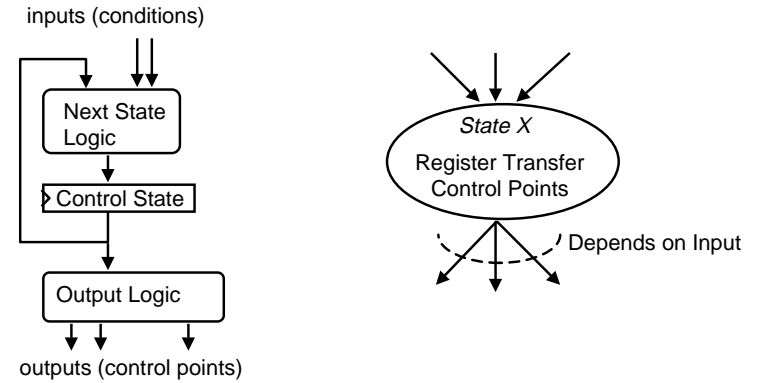 inputs (conditions)
Next State
Logic
Control State
Output Logic
outputs (control points)
State X
Register Transfer
Control Points
Depends on Input